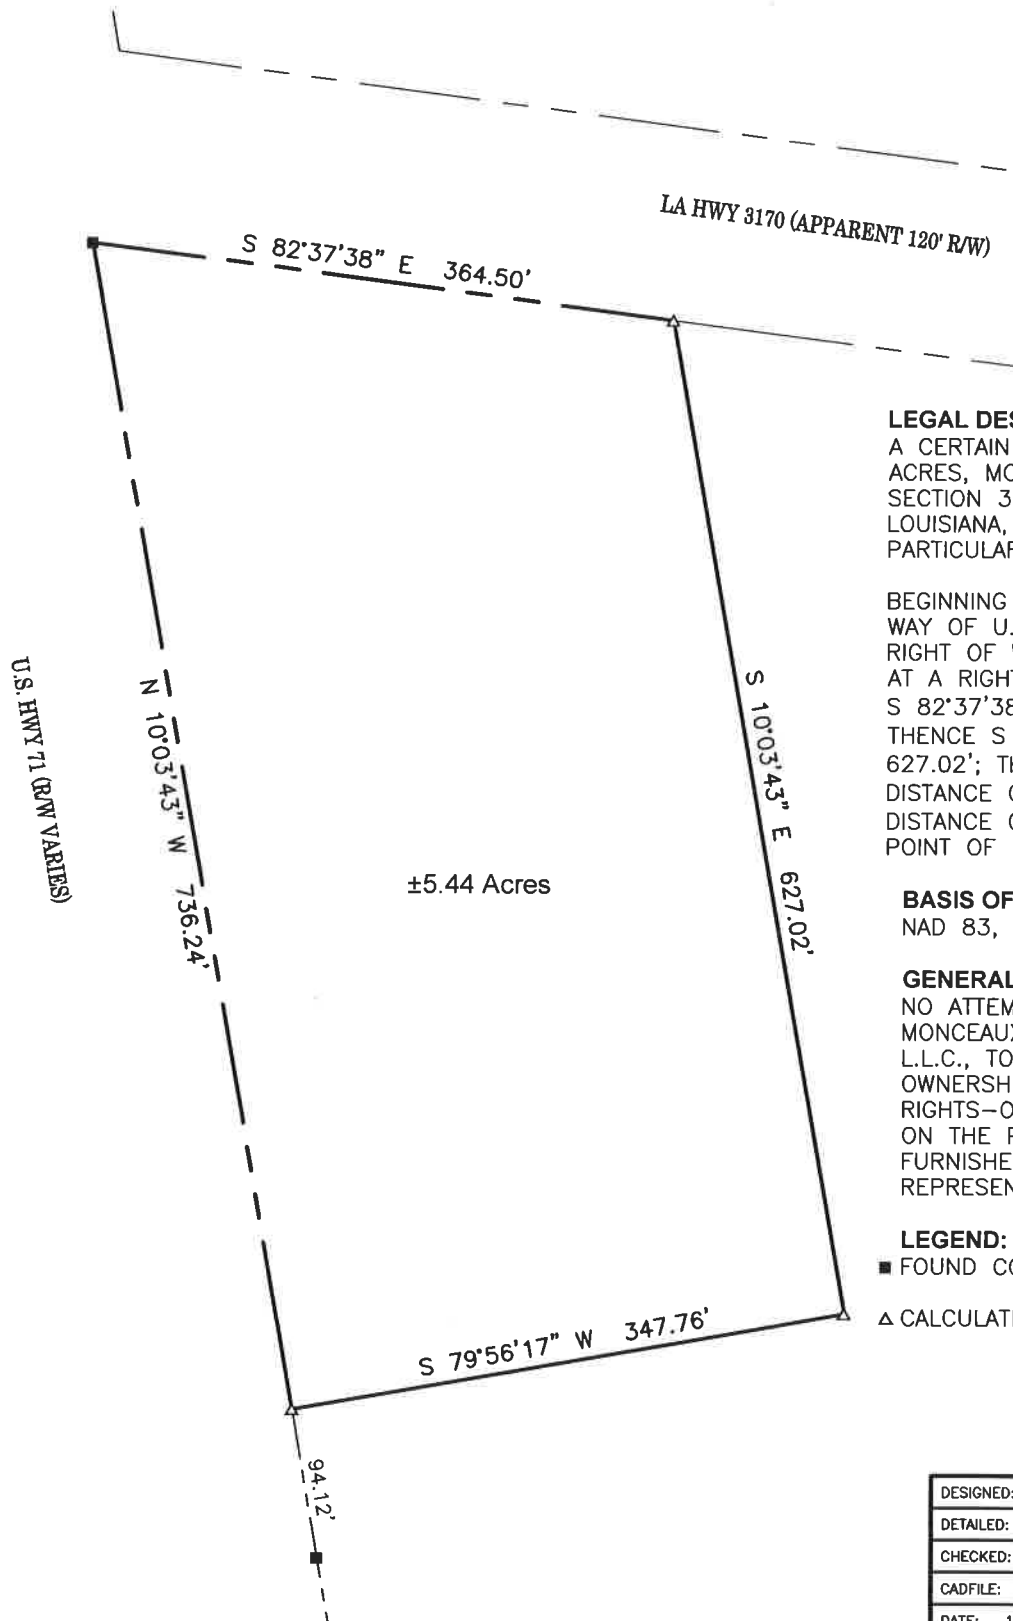 LA HWY 3170 (APPARENT 120' R/W)
S 82°37'38" E 364.50'
U.S. HWY 71 (R/W VARIES)
N 10°03'43" W 736.24'
S 10°03'43" E 627.02'
±5.44 Acres
S 79°56'17" W 347.76'
94.12'
LEGAL DES
A CERTAIN
ACRES, MO
SECTION 3
LOUISIANA,
PARTICULAR
BEGINNING
WAY OF U.
RIGHT OF
AT A RIGHT
S 82°37'38
THENCE S
627.02'; TH
DISTANCE
DISTANCE
POINT OF
BASIS OF
NAD 83,
GENERAL
NO ATTEM
MONCEAUX
L.L.C., TO
OWNERSH
RIGHTS-O
ON THE
FURNISHE
REPRESEN
LEGEND:
■ FOUND CO
△ CALCULATI
DESIGNED:
DETAILED:
CHECKED:
CADFILE:
DATE: 1